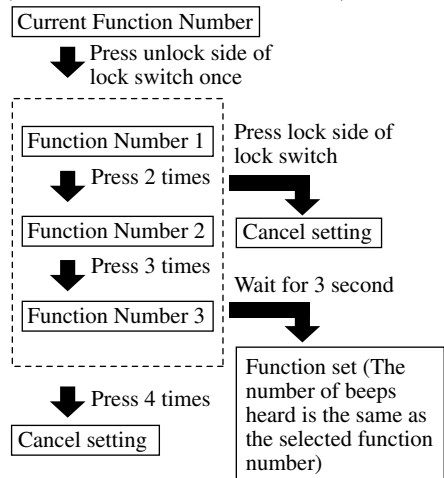 Current Function Number
Press unlock side of
lock switch once
Function Number 1
Press lock side of
lock switch
Press 2 times
Function Number 2
Cancel setting
Press 3 times
Wait for 3 second
Function Number 3
Function set (The
number of beeps
heard is the same as
the selected function
number)
Press 4 times
Cancel setting